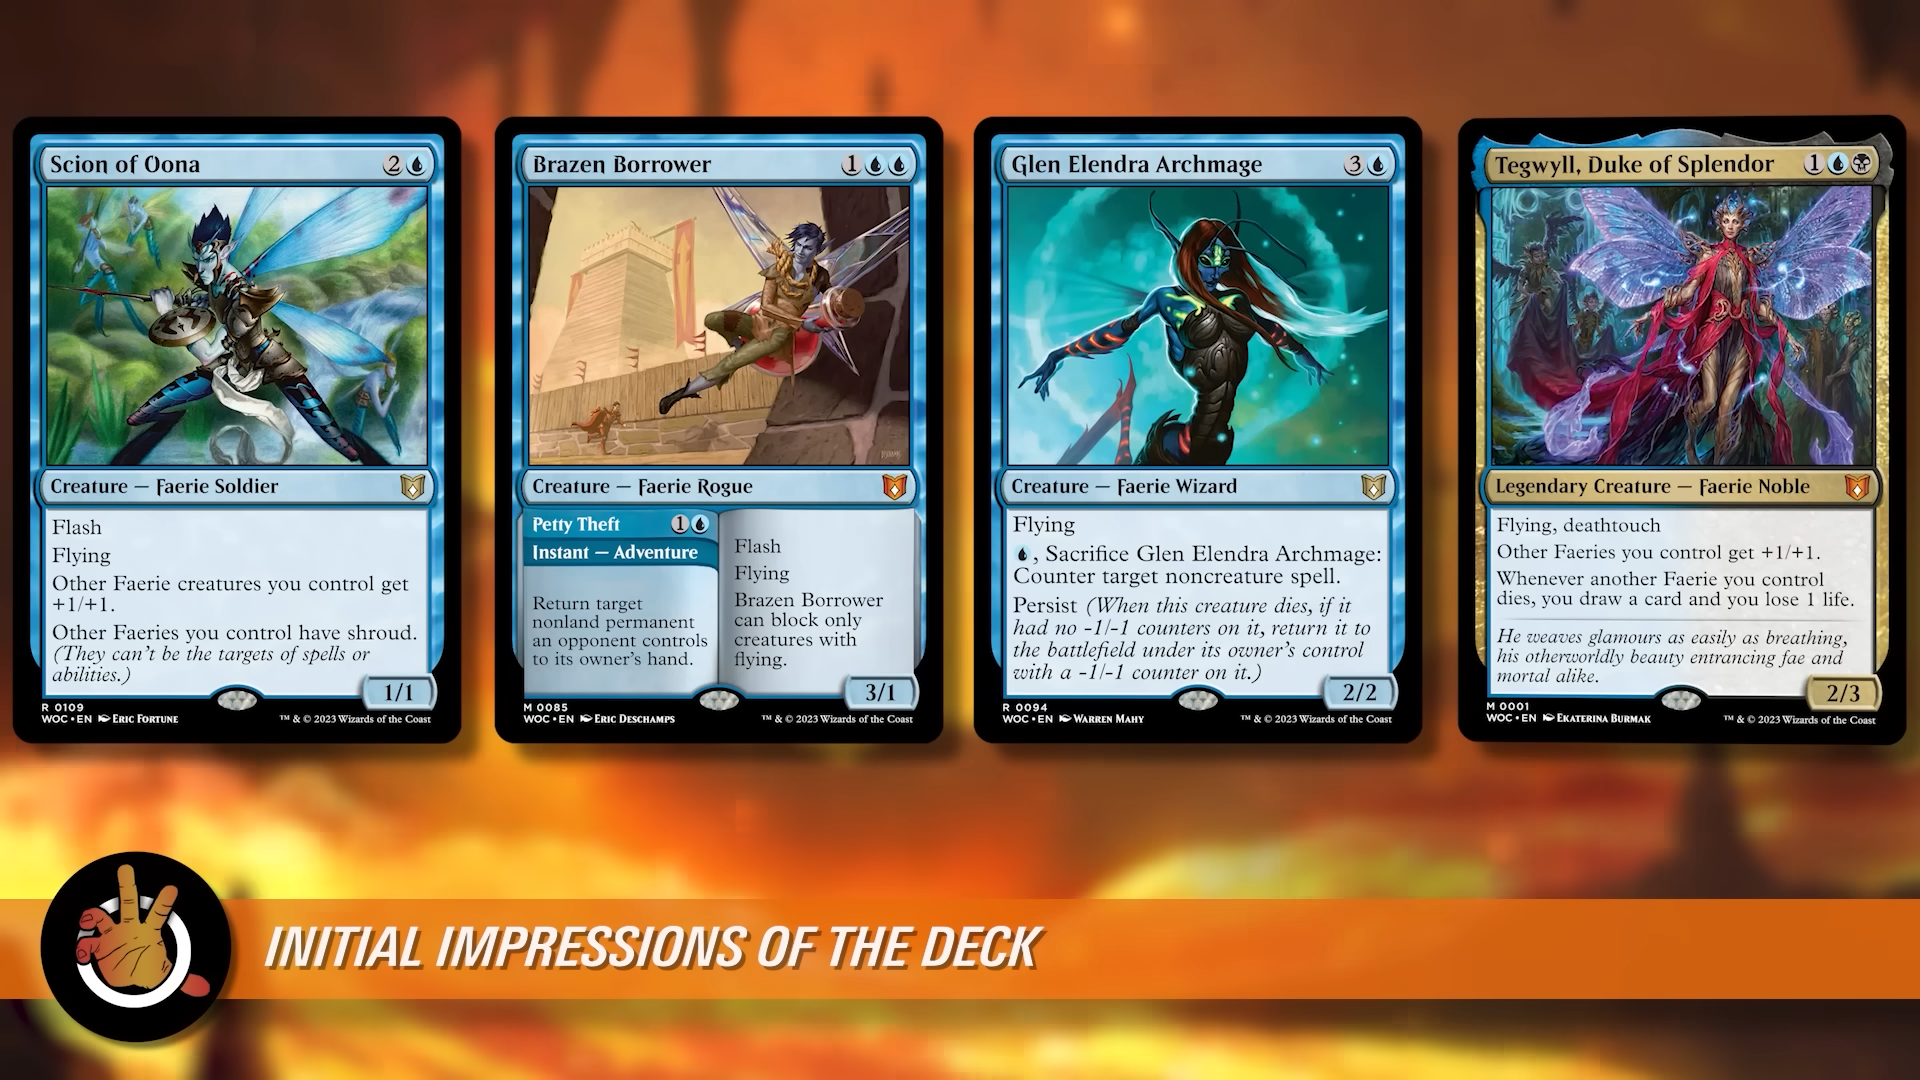 Scion of Oona 2
Creature — Faerie Soldier
Flash
Flying
Other Faerie creatures you control get
+1/+1.
Other Faeries you control have shroud.
(They can't be the targets of spells or
abilities.)
1/1
R 0109
WOC • EN Eric Fortune ™ & © 2023 Wizards of the Coast
Brazen Borrower 1
Creature — Faerie Rogue
Petty Theft 1
Instant — Adventure
Return target
nonland permanent
an opponent controls
to its owner's hand.
Flash
Flying
Brazen Borrower
can block only
creatures with
flying.
3/1
M 0085
WOC • EN Eric Deschamps ™ & © 2023 Wizards of the Coast
Glen Elendra Archmage 3
Creature — Faerie Wizard
Flying
, Sacrifice Glen Elendra Archmage:
Counter target noncreature spell.
Persist (When this creature dies, if it
had no -1/-1 counters on it, return it to
the battlefield under its owner's control
with a -1/-1 counter on it.)
2/2
R 0094
WOC • EN Warren Mahy ™ & © 2023 Wizards of the Coast
Tegwyll, Duke of Splendor 1
Legendary Creature — Faerie Noble
Flying, deathtouch
Other Faeries you control get +1/+1.
Whenever another Faerie you control
dies, you draw a card and you lose 1 life.
He weaves glamours as easily as breathing,
his otherworldly beauty entrancing fae and
mortal alike.
2/3
M 0001
WOC • EN Ekaterina Burmak ™ & © 2023 Wizards of the Coast
INITIAL IMPRESSIONS OF THE DECK